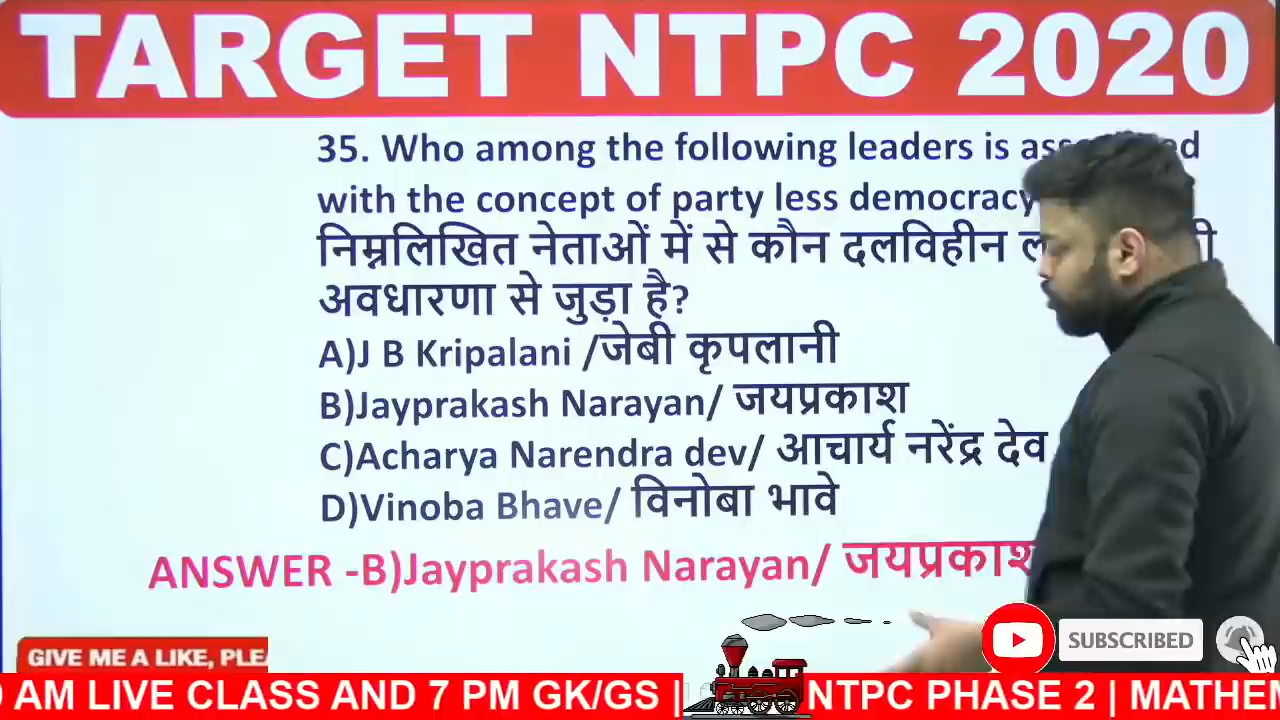 TARGET NTPC 2020
35. Who among the following leaders is
with the concept of party less democracy
निम्नलिखित नेताओं में से कौन दलविहीन
अवधारणा से जुड़ा है?
A)J B Kripalani /जेबी कृपलानी
B)Jayprakash Narayan/ जयप्रकाश
C)Acharya Narendra dev/ आचार्य नरेंद्र देव
D)Vinoba Bhave/ विनोबा भावे
ANSWER -B)Jayprakash Narayan/ जयप्रकाश
SUBSCRIBED
GIVE ME A LIKE,
AM LIVE CLASS AND 7 PM GK/GS | NTPC PHASE 2 |